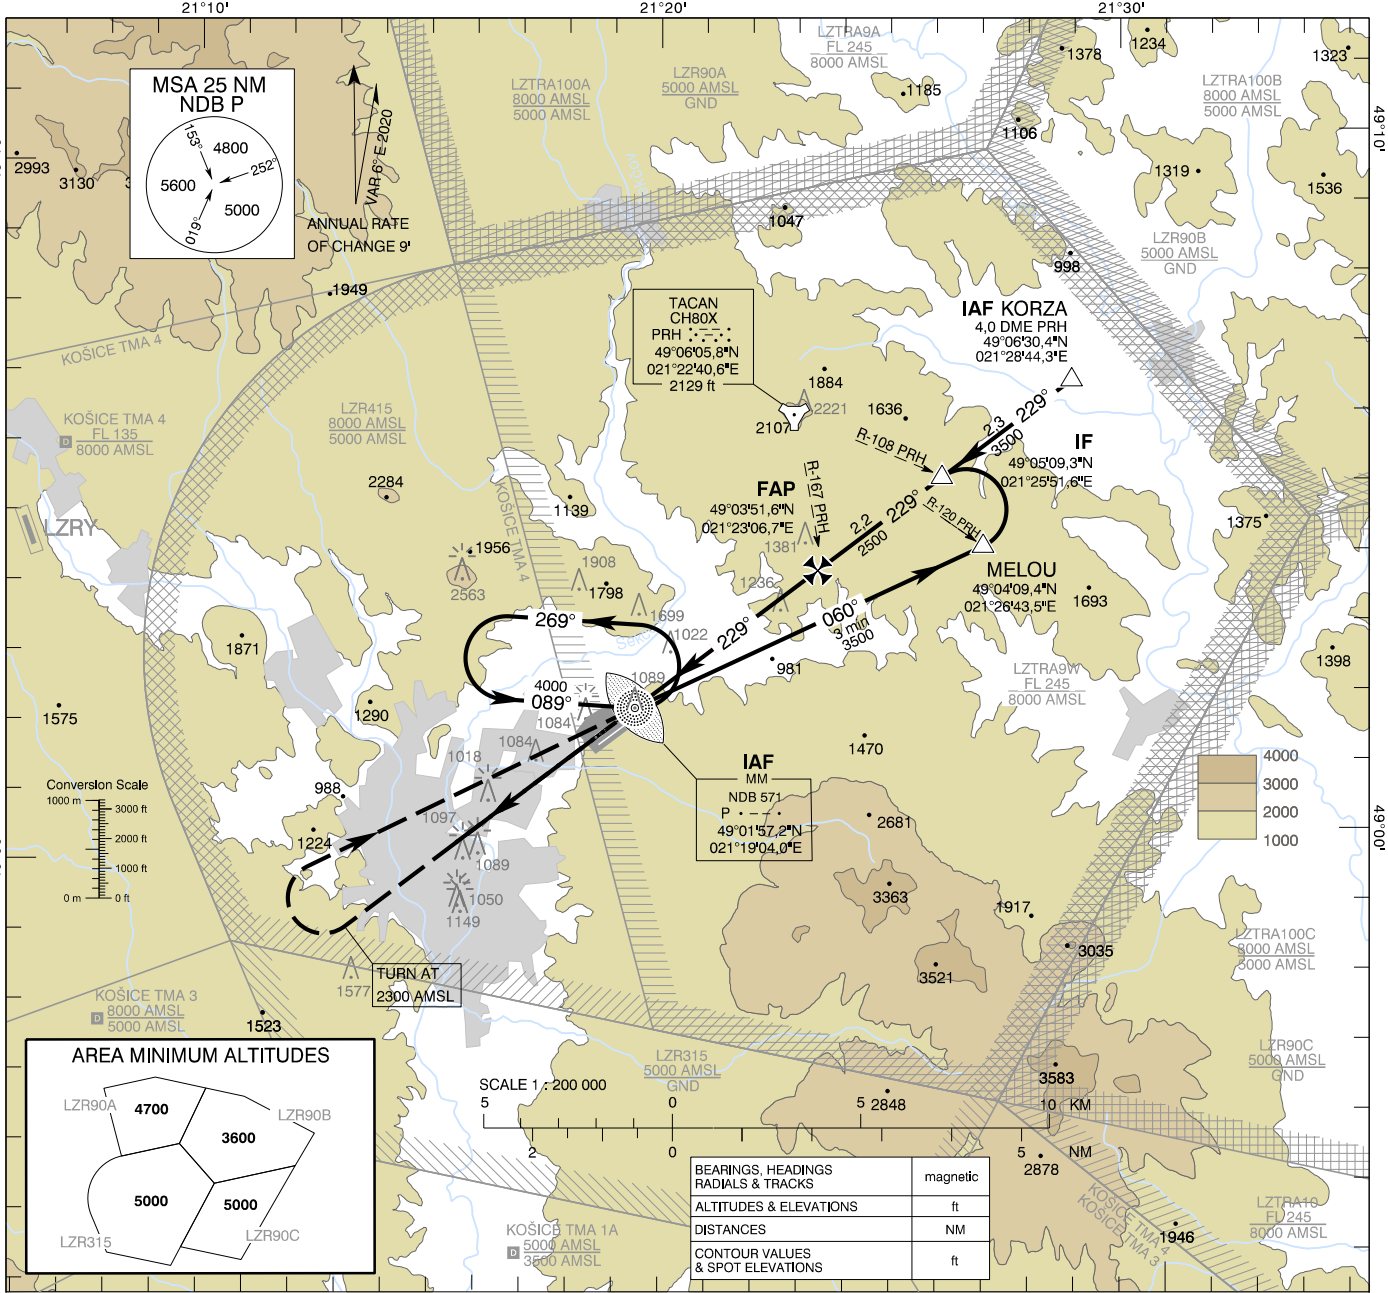 21°10'
21°20'
21°30'
49°10'
49°00'
MSA 25 NM
NDB P
153°
4800
252°
5600
5000
019°
VAR 6° E 2020
ANNUAL RATE
OF CHANGE 9'
2993
3130
1949
KOŠICE TMA 4
KOŠICE TMA 4
D FL 135
8000 AMSL
LZRY
LZTRA100A
8000 AMSL
5000 AMSL
LZR90A
5000 AMSL
GND
LZTRA9A
FL 245
8000 AMSL
1185
1378
1234
1323
LZTRA100B
8000 AMSL
5000 AMSL
1106
1319
1536
1047
998
LZR90B
5000 AMSL
GND
LZR415
8000 AMSL
5000 AMSL
TACAN
CH80X
PRH
49°06'05,8"N
021°22'40,6"E
2129 ft
IAF KORZA
4,0 DME PRH
49°06'30,4"N
021°28'44,3"E
1884
2221
2107
1636
R-108 PRH
2,3
229°
3500
IF
49°05'09,3"N
021°25'51,6"E
FAP
49°03'51,6"N
021°23'06,7"E
R-167 PRH
2,2
229°
2500
R-120 PRH
1381
1236
MELOU
49°04'09,4"N
021°26'43,5"E
1375
1693
1398
2284
1139
KOŠICE TMA 4
1956
2563
1908
1798
1699
1022
1089
269°
4000
089°
1084
229°
060°
3 min
3500
981
1871
1575
1290
1084
1018
988
1097
1224
1089
1050
1149
1470
LZTRA9W
FL 245
8000 AMSL
IAF
MM
NDB 571
P
49°01'57,2"N
021°19'04,0"E
Conversion Scale
1000 m
3000 ft
2000 ft
1000 ft
0 m
0 ft
4000
3000
2000
1000
2681
3363
3521
1917
3035
3583
2848
2878
1946
LZTRA100C
8000 AMSL
5000 AMSL
LZR90C
5000 AMSL
GND
LZTRA10
FL 245
8000 AMSL
KOŠICE TMA 4
KOŠICE TMA 3
TURN AT
2300 AMSL
1577
1523
KOŠICE TMA 3
D 8000 AMSL
5000 AMSL
LZR315
5000 AMSL
GND
KOŠICE TMA 1A
D 5000 AMSL
3500 AMSL
AREA MINIMUM ALTITUDES
LZR90A
4700
LZR90B
3600
5000
5000
LZR315
LZR90C
SCALE 1 : 200 000
5
0
5
10 KM
2
0
5
NM
BEARINGS, HEADINGS
RADIALS & TRACKS
magnetic
ALTITUDES & ELEVATIONS
ft
DISTANCES
NM
CONTOUR VALUES
& SPOT ELEVATIONS
ft